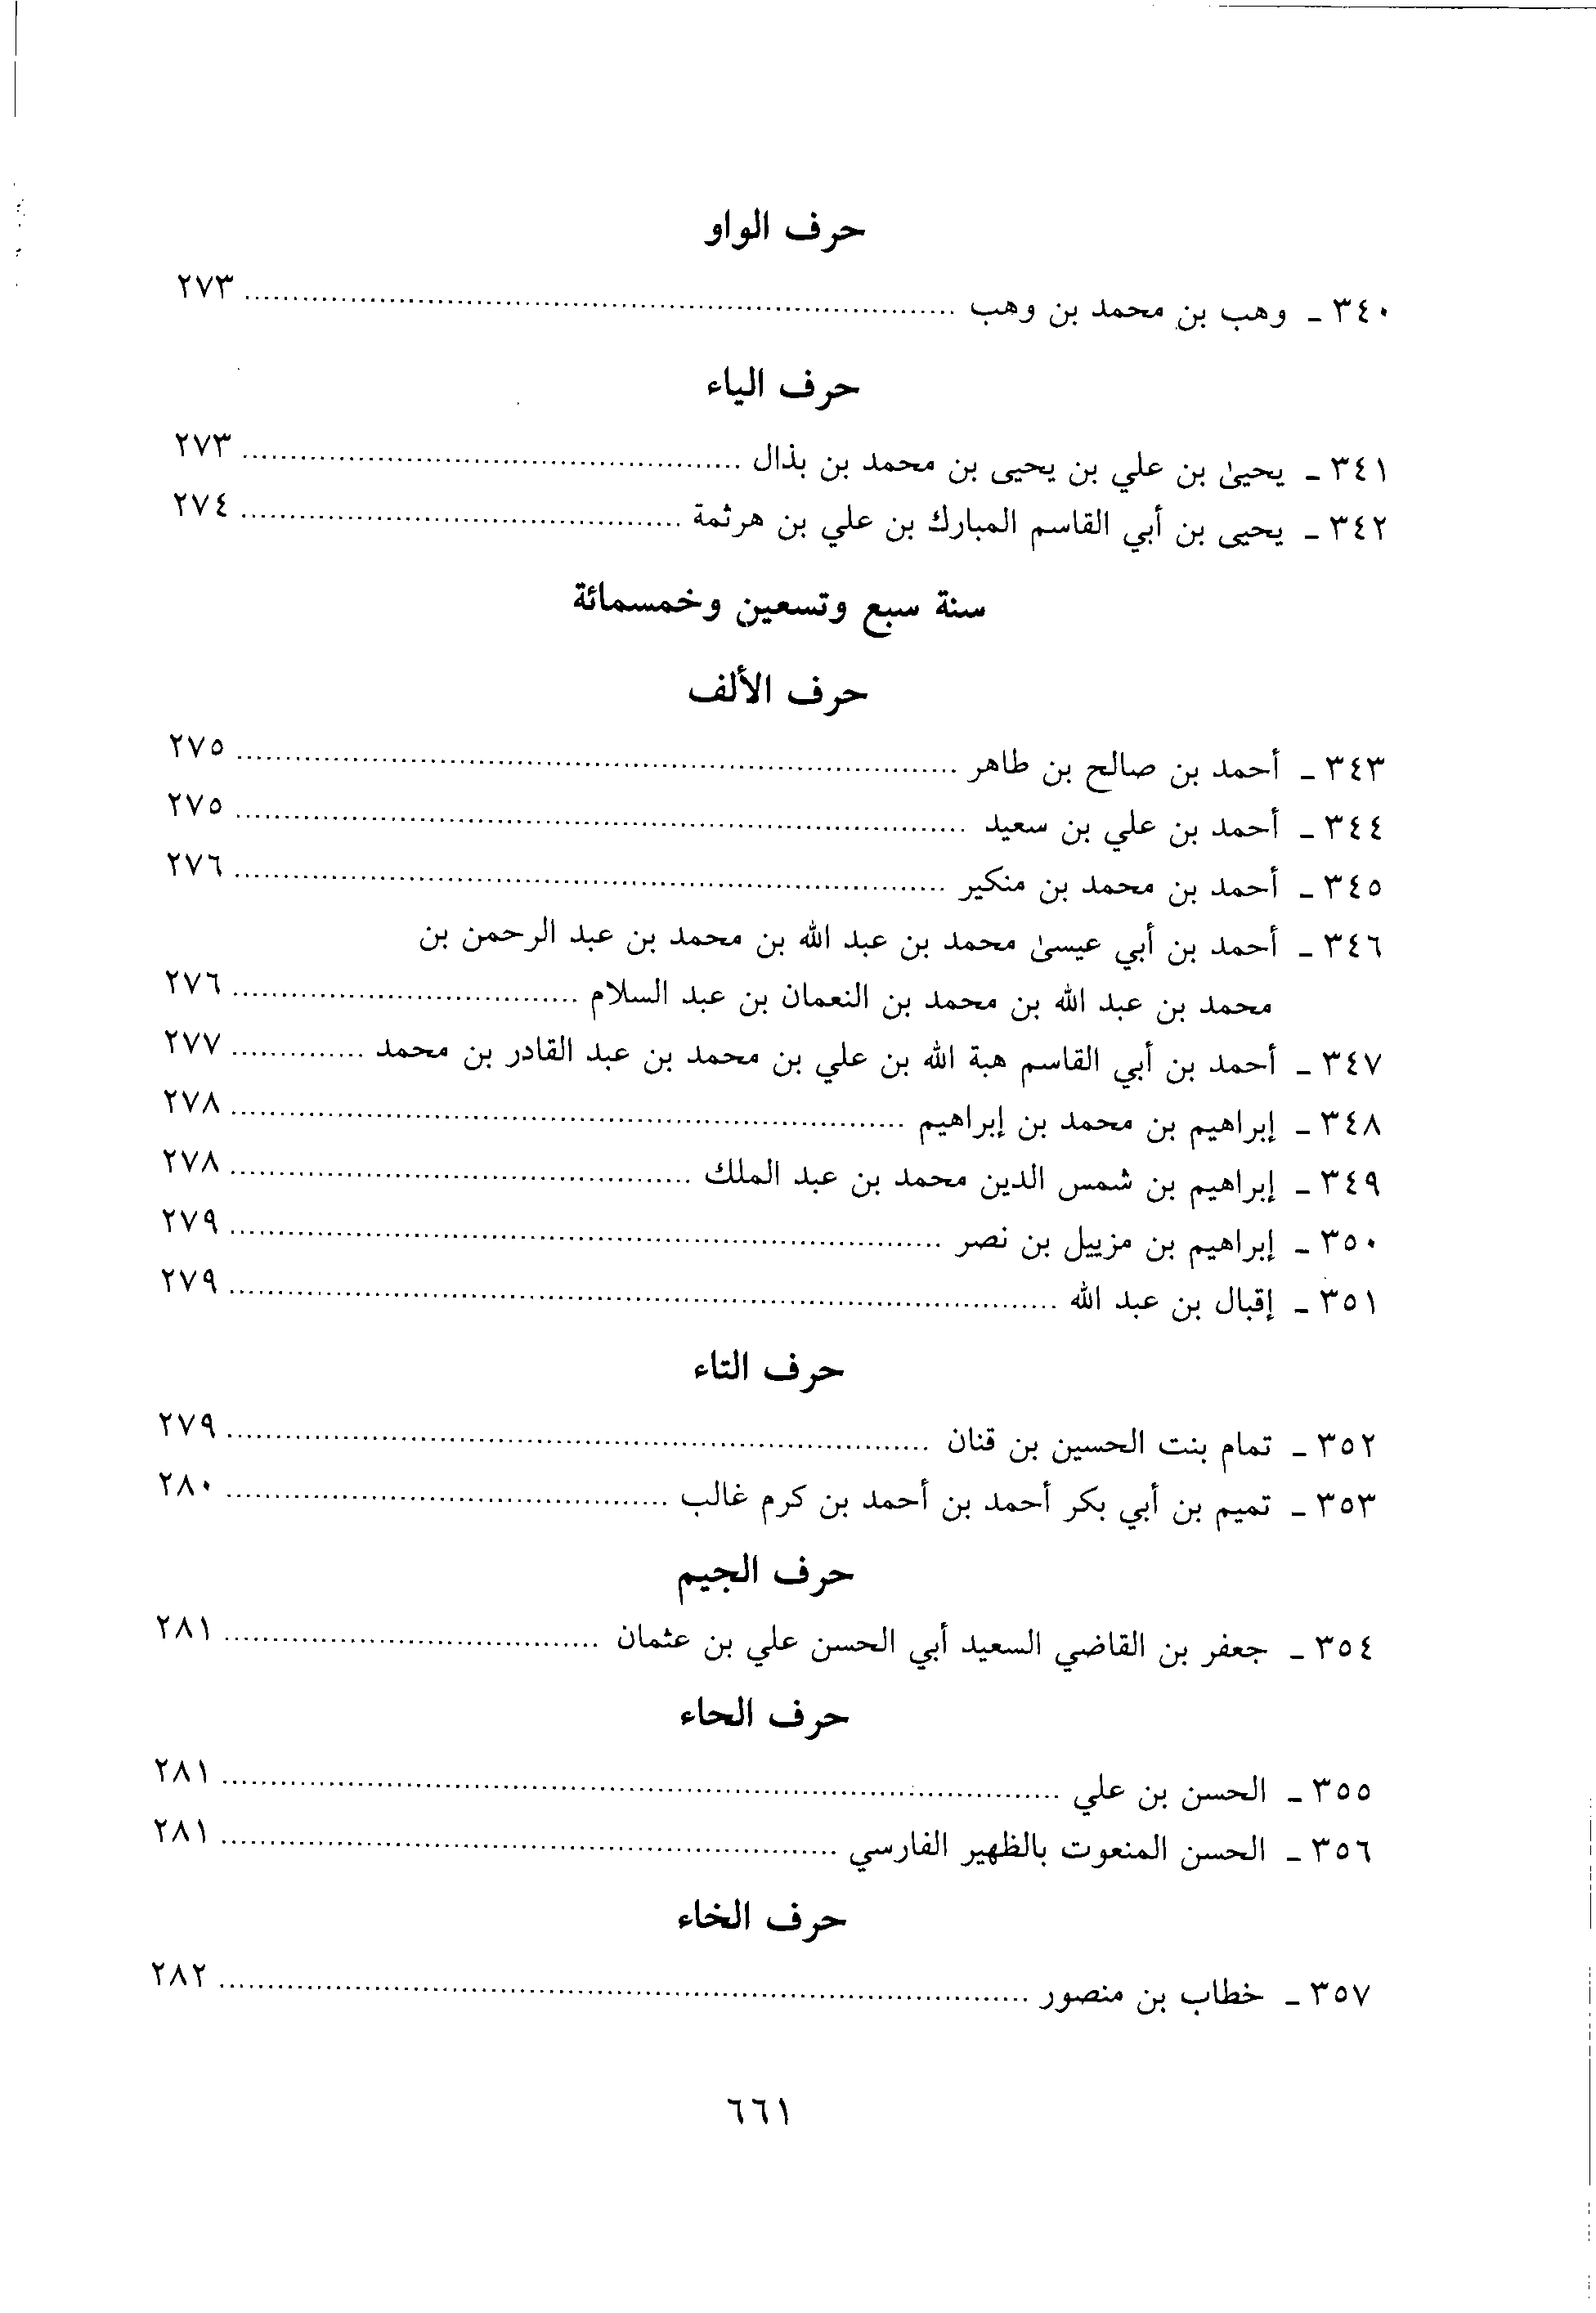 حرف الواو
٣٤٠ ـ وهب بن محمد بن وهب ........ ٢٧٣
حرف الياء
٣٤١ ـ يحيىٰ بن علي بن يحيى بن محمد بن بذال ........ ٢٧٣
٣٤٢ ـ يحيى بن أبي القاسم المبارك بن علي بن هرثمة ........ ٢٧٤
سنة سبع وتسعين وخمسمائة
حرف الألف
٣٤٣ ـ أحمد بن صالح بن طاهر ........ ٢٧٥
٣٤٤ ـ أحمد بن علي بن سعيد ........ ٢٧٥
٣٤٥ ـ أحمد بن محمد بن منكير ........ ٢٧٦
٣٤٦ ـ أحمد بن أبي عيسىٰ محمد بن عبد الله بن محمد بن عبد الرحمن بن
محمد بن عبد الله بن محمد بن النعمان بن عبد السلام ........ ٢٧٦
٣٤٧ ـ أحمد بن أبي القاسم هبة الله بن علي بن محمد بن عبد القادر بن محمد ........ ٢٧٧
٣٤٨ ـ إبراهيم بن محمد بن إبراهيم ........ ٢٧٨
٣٤٩ ـ إبراهيم بن شمس الدين محمد بن عبد الملك ........ ٢٧٨
٣٥٠ ـ إبراهيم بن مزييل بن نصر ........ ٢٧٩
٣٥١ ـ إقبال بن عبد الله ........ ٢٧٩
حرف التاء
٣٥٢ ـ تمام بنت الحسين بن قنان ........ ٢٧٩
٣٥٣ ـ تميم بن أبي بكر أحمد بن أحمد بن كرم غالب ........ ٢٨٠
حرف الجيم
٣٥٤ ـ جعفر بن القاضي السعيد أبي الحسن علي بن عثمان ........ ٢٨١
حرف الحاء
٣٥٥ ـ الحسن بن علي ........ ٢٨١
٣٥٦ ـ الحسن المنعوت بالظهير الفارسي ........ ٢٨١
حرف الخاء
٣٥٧ ـ خطاب بن منصور ........ ٢٨٢
٦٦١